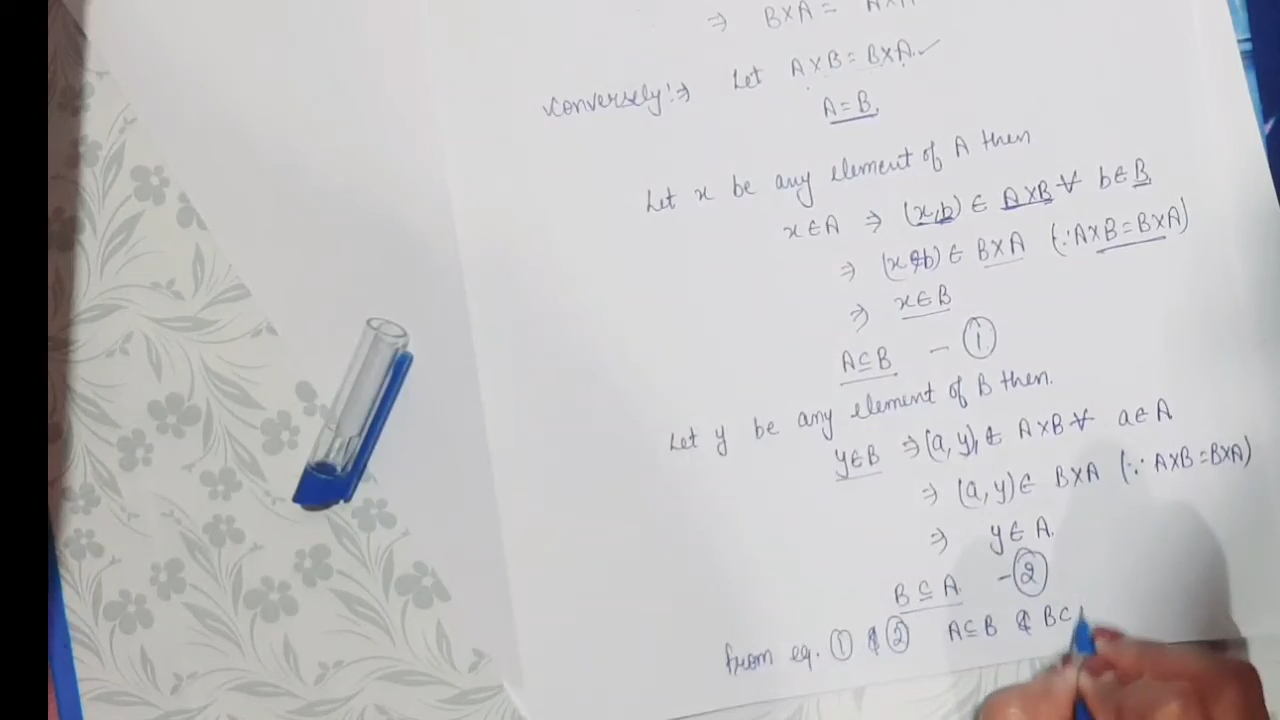 ⇒ B×A =
conversely:⇒ Let A×B = B×A.
A=B.
Let x be any element of A then
x∈A ⇒ (x,b) ∈ A×B ∀ b∈B
⇒ (x,b) ∈ B×A (∵A×B=B×A)
⇒ x∈B
A⊆B — ①
Let y be any element of B then.
y∈B ⇒ (a,y) ∈ A×B ∀ a∈A
⇒ (a,y) ∈ B×A (∵ A×B=B×A)
⇒ y∈A.
B⊆A. – ②
from eq. ① & ② A⊆B & B⊂